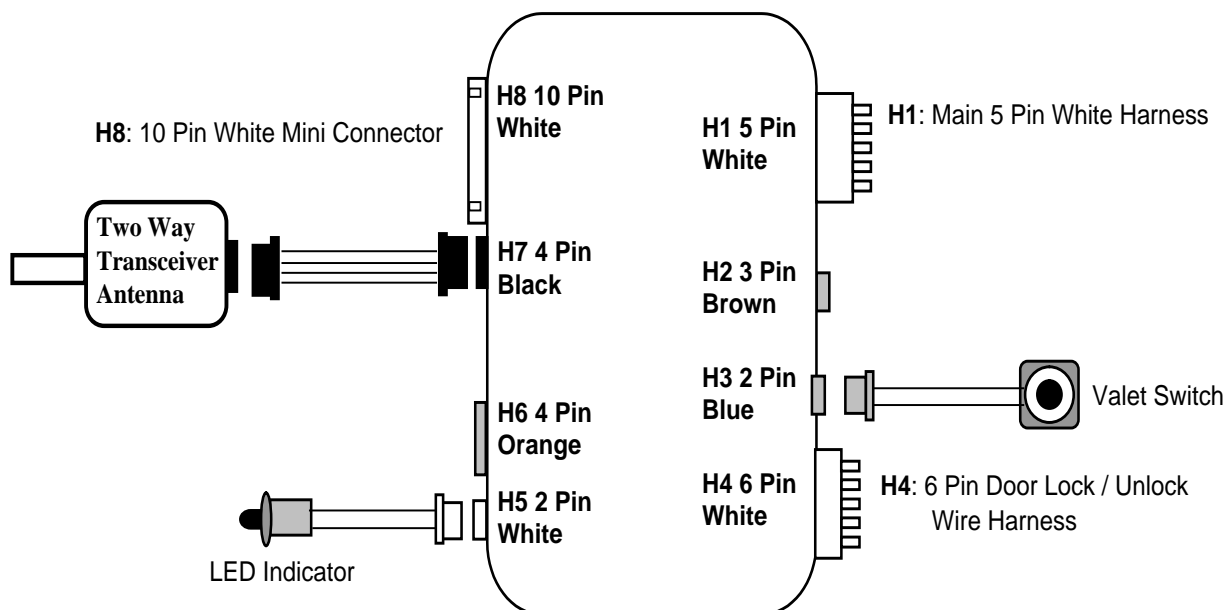 H8 10 Pin
White
H8: 10 Pin White Mini Connector
Two Way
Transceiver
Antenna
H7 4 Pin
Black
H6 4 Pin
Orange
H5 2 Pin
White
LED Indicator
H1 5 Pin
White
H1: Main 5 Pin White Harness
H2 3 Pin
Brown
H3 2 Pin
Blue
Valet Switch
H4 6 Pin
White
H4: 6 Pin Door Lock / Unlock
Wire Harness